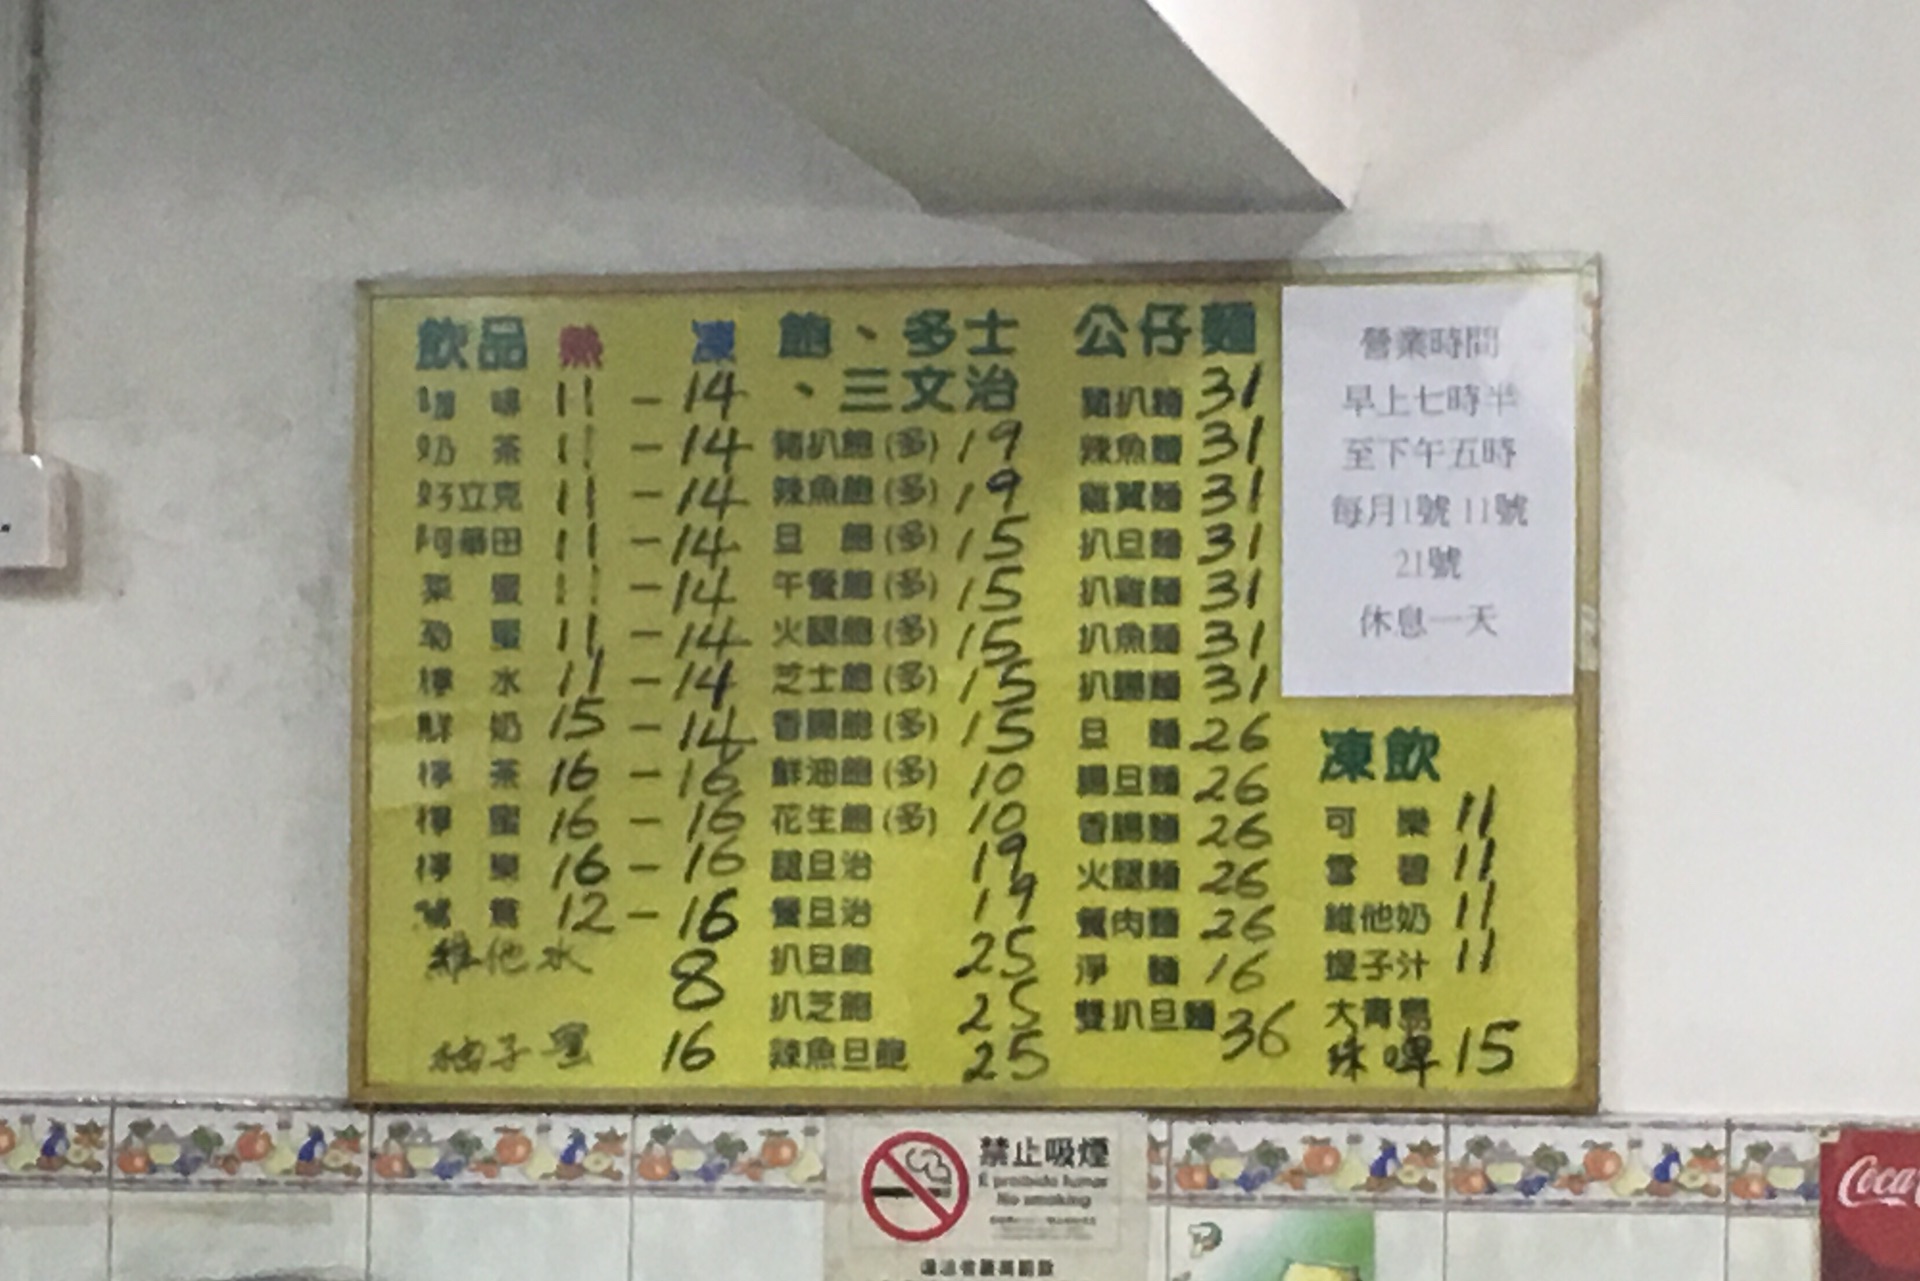 飲品 熱 凍
咖啡 11 - 14
奶茶 11 - 14
好立克 11 - 14
阿華田 11 - 14
菜蜜 11 - 14
11 - 14
檸水 11 - 14
鮮奶 15 - 14
檸茶 16 - 16
檸蜜 16 - 16
檸樂 16 - 16
鴛鴦 12 - 16
維他水 8
柚子蜜 16
飽、多士
、三文治
豬扒飽(多) 19
辣魚飽(多) 19
旦飽(多) 15
午餐飽(多) 15
火腿飽(多) 15
芝士飽(多) 15
香腸飽(多) 15
鮮油飽(多) 10
花生飽(多) 10
腿旦治 19
餐旦治 19
扒旦飽 25
扒芝飽 25
辣魚旦飽 25
公仔麵
豬扒麵 31
辣魚麵 31
雞翼麵 31
扒旦麵 31
扒雞麵 31
扒魚麵 31
扒腸麵 31
旦麵 26
腸旦麵 26
香腸麵 26
火腿麵 26
餐肉麵 26
淨麵 16
雙扒旦麵 36
營業時間
早上七時半
至下午五時
每月1號 11號
21號
休息一天
凍飲
可樂 11
雪碧 11
維他奶 11
提子汁 11
大青島
珠啤 15
禁止吸煙
É proibido fumar
No smoking
Coca